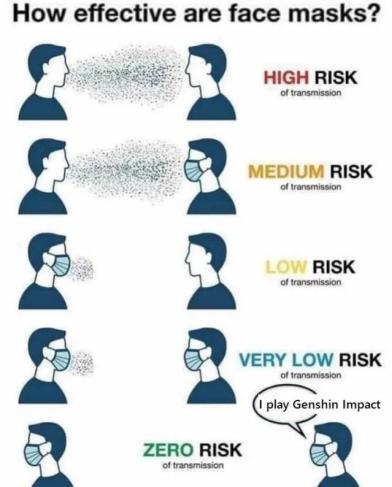 How effective are face masks?
HIGH RISK
of transmission
MEDIUM RISK
of transmission
LOW RISK
of transmission
VERY LOW RISK
of transmission
I play Genshin Impact
ZERO RISK
of transmission